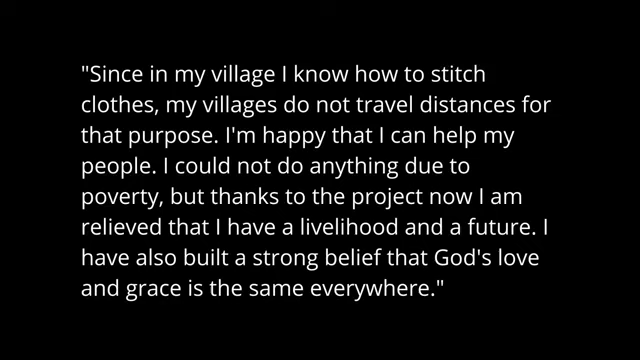 "Since in my village I know how to stitch
clothes, my villages do not travel distances for
that purpose. I'm happy that I can help my
people. I could not do anything due to
poverty, but thanks to the project now I am
relieved that I have a livelihood and a future. I
have also built a strong belief that God's love
and grace is the same everywhere."